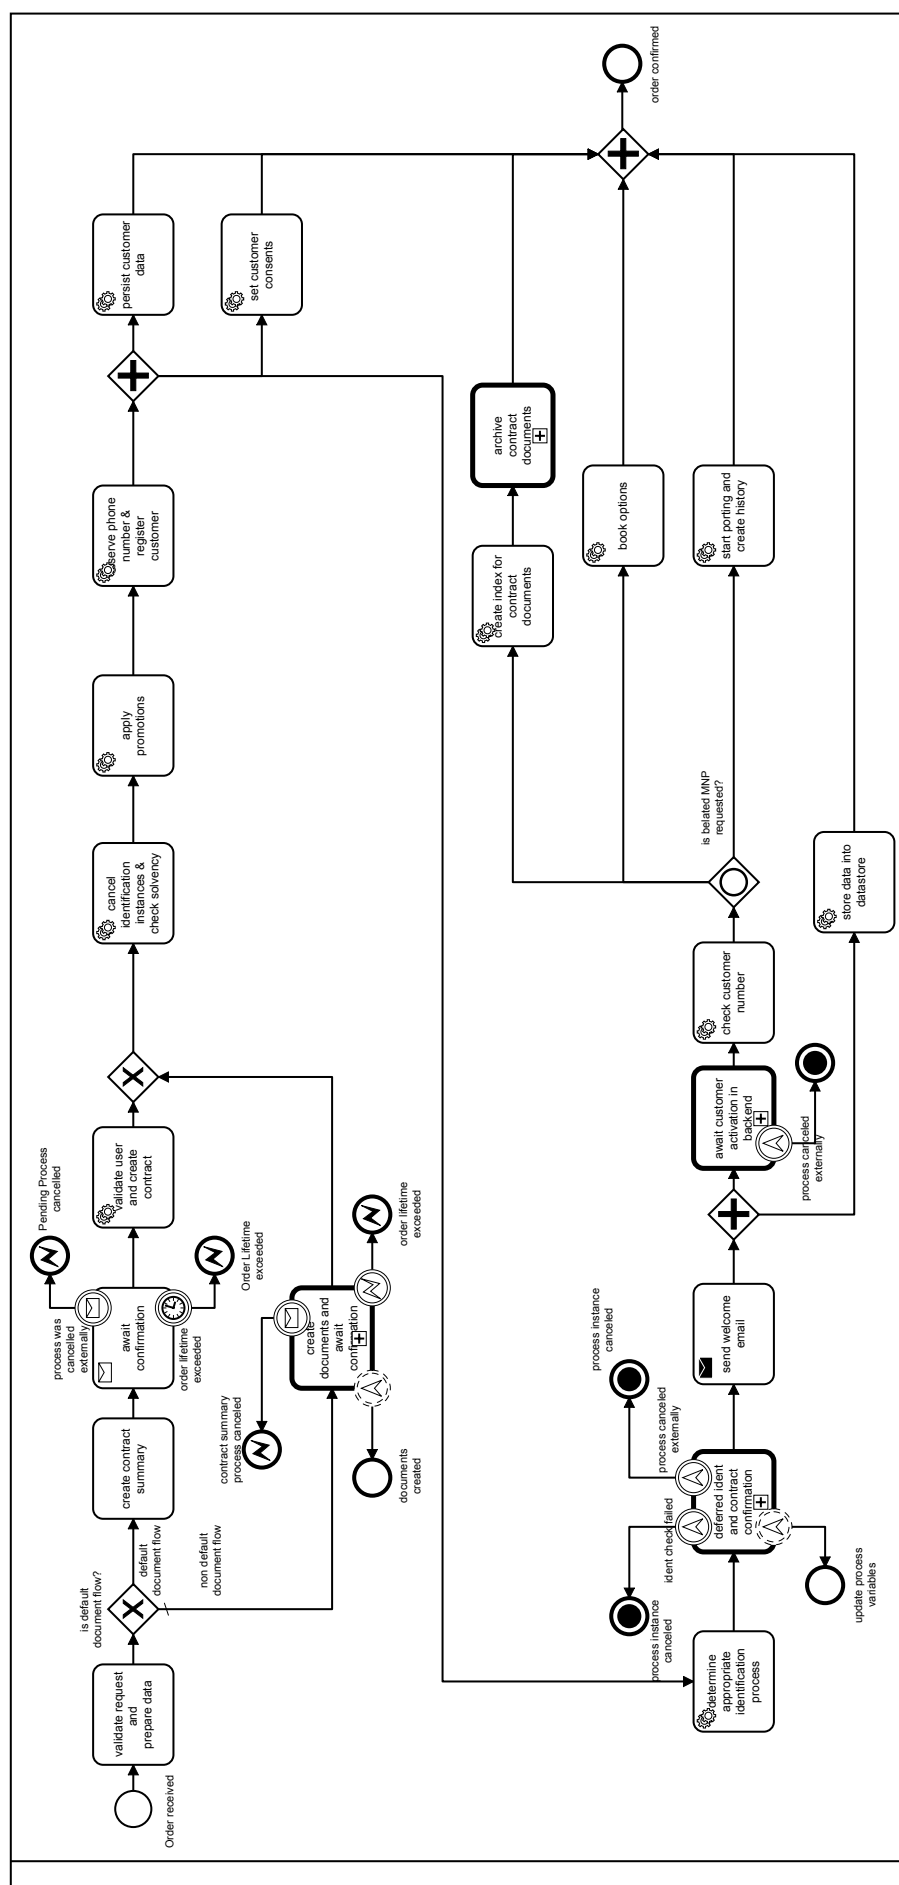 Order received
validate request
and
prepare data
is default
document flow?
default
document flow
non default
document flow
create contract
summary
await
confirmation
process was
cancelled
externally
Pending Process
cancelled
order lifetime
exceeded
Order Lifetime
exceeded
validate user
and create
contract
create
documents and
await
confirmation
contract summary
process canceled
documents
created
order lifetime
exceeded
cancel
identification
instances &
check solvency
apply
promotions
serve phone
number &
register
customer
persist customer
data
set customer
consents
determine
appropriate
identification
process
deferred ident
and contract
confirmation
ident check failed
process instance
canceled
process canceled
externally
process instance
canceled
update process
variables
send welcome
email
await customer
activation in
backend
process canceled
externally
check customer
number
store data into
datastore
is belated MNP
requested?
create index for
contract
documents
archive
contract
documents
book options
start porting and
create history
order confirmed